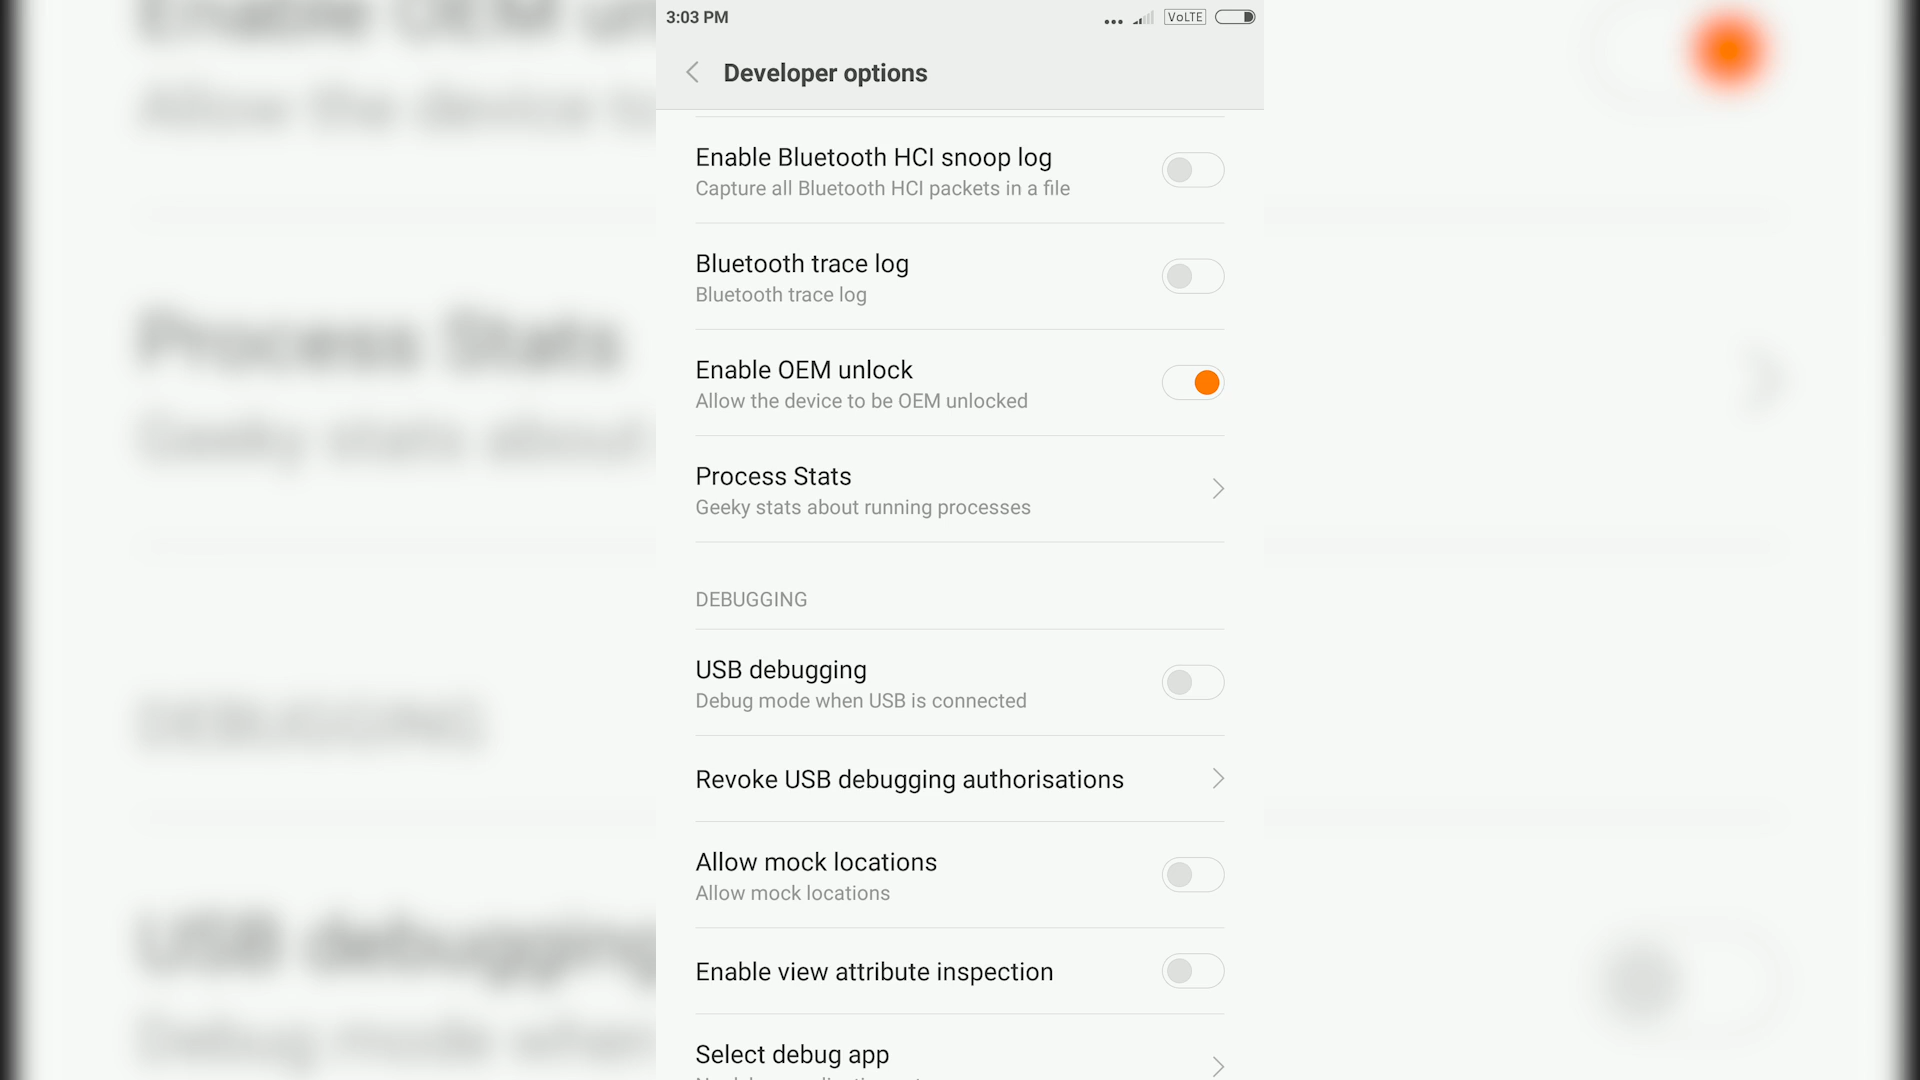 3:03 PM
VoLTE
Developer options
Enable Bluetooth HCI snoop log
Capture all Bluetooth HCI packets in a file
Bluetooth trace log
Bluetooth trace log
Enable OEM unlock
Allow the device to be OEM unlocked
Process Stats
Geeky stats about running processes
DEBUGGING
USB debugging
Debug mode when USB is connected
Revoke USB debugging authorisations
Allow mock locations
Allow mock locations
Enable view attribute inspection
Select debug app